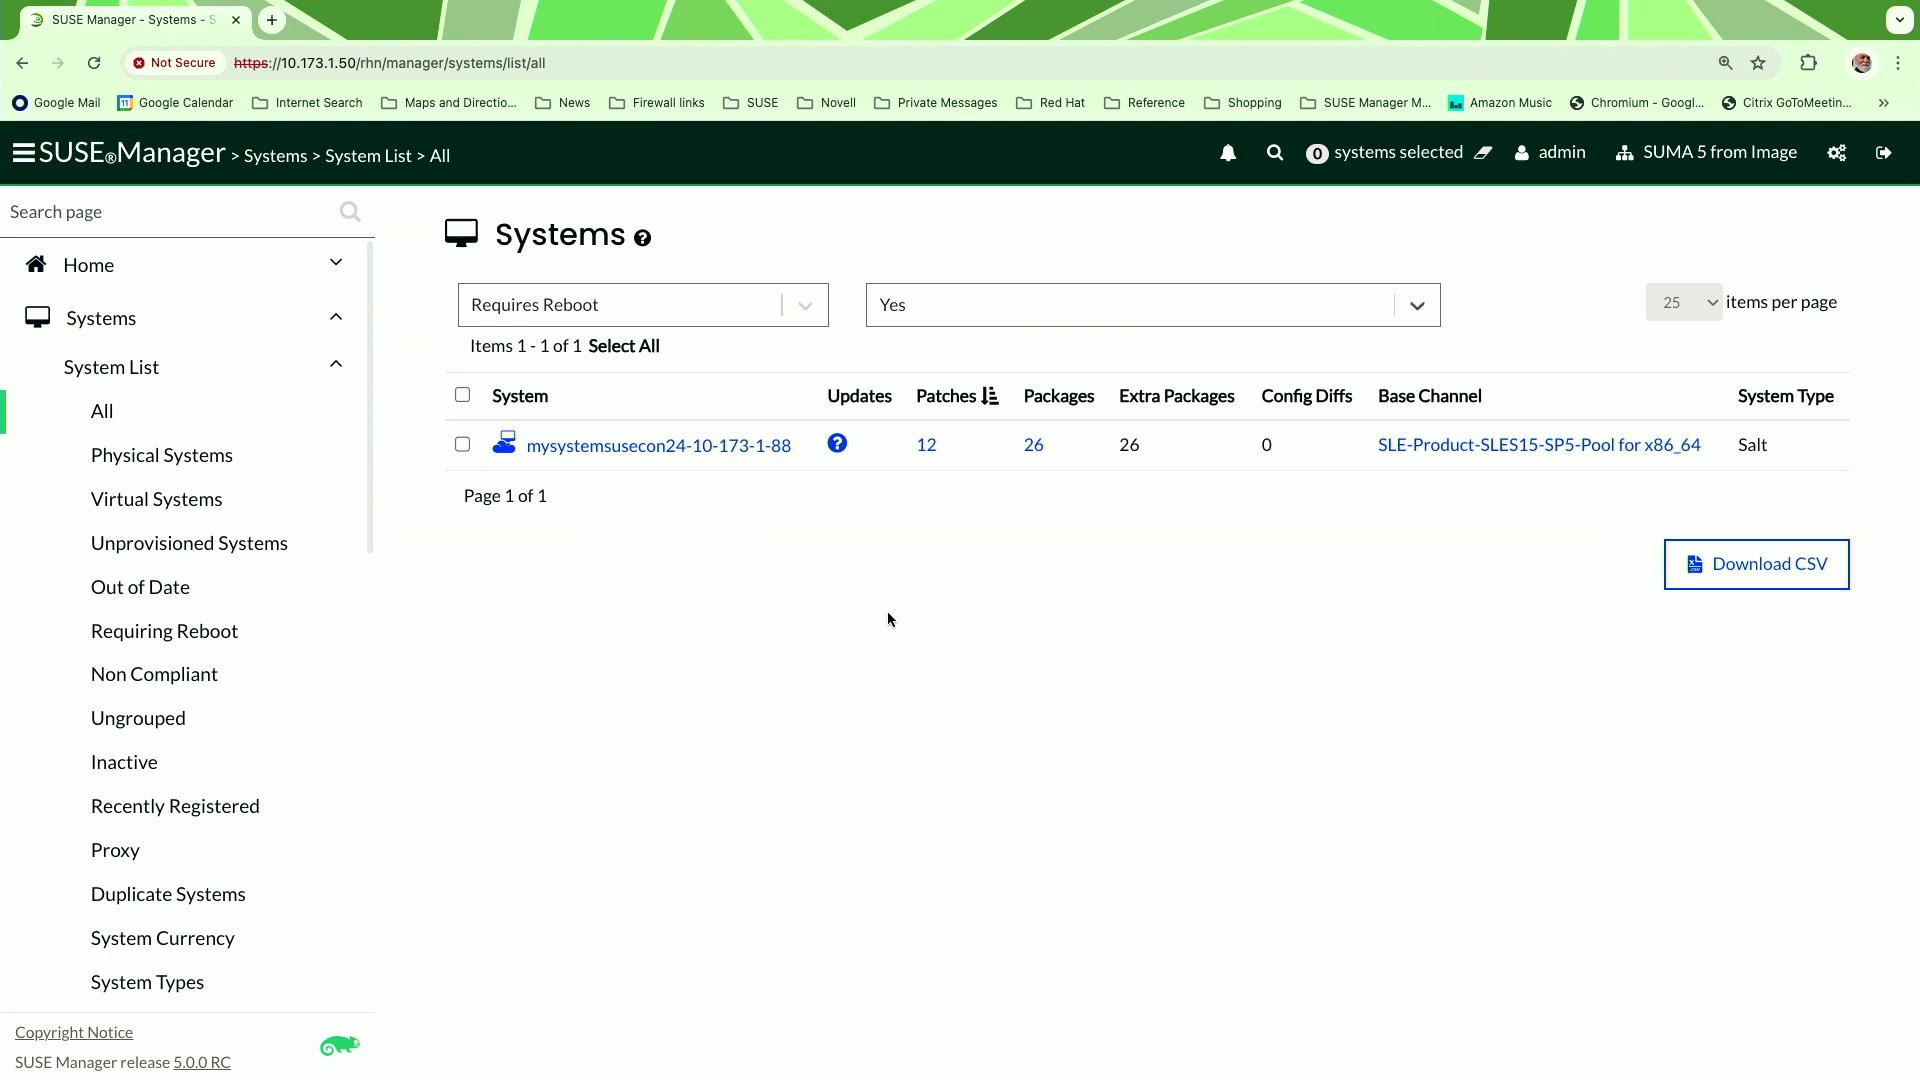 SUSE Manager - Systems - S
Not Secure https://10.173.1.50/rhn/manager/systems/list/all
Google Mail Google Calendar Internet Search Maps and Directio... News Firewall links SUSE Novell Private Messages Red Hat Reference Shopping SUSE Manager M... Amazon Music Chromium - Googl... Citrix GoToMeetin...
SUSE®Manager > Systems > System List > All 0 systems selected admin SUMA 5 from Image
Search page
Home
Systems
System List
All
Physical Systems
Virtual Systems
Unprovisioned Systems
Out of Date
Requiring Reboot
Non Compliant
Ungrouped
Inactive
Recently Registered
Proxy
Duplicate Systems
System Currency
System Types
Copyright Notice
SUSE Manager release 5.0.0 RC
Systems
Requires Reboot Yes 25 items per page
Items 1 - 1 of 1 Select All
System Updates Patches Packages Extra Packages Config Diffs Base Channel System Type
mysystemsusecon24-10-173-1-88 12 26 26 0 SLE-Product-SLES15-SP5-Pool for x86_64 Salt
Page 1 of 1
Download CSV